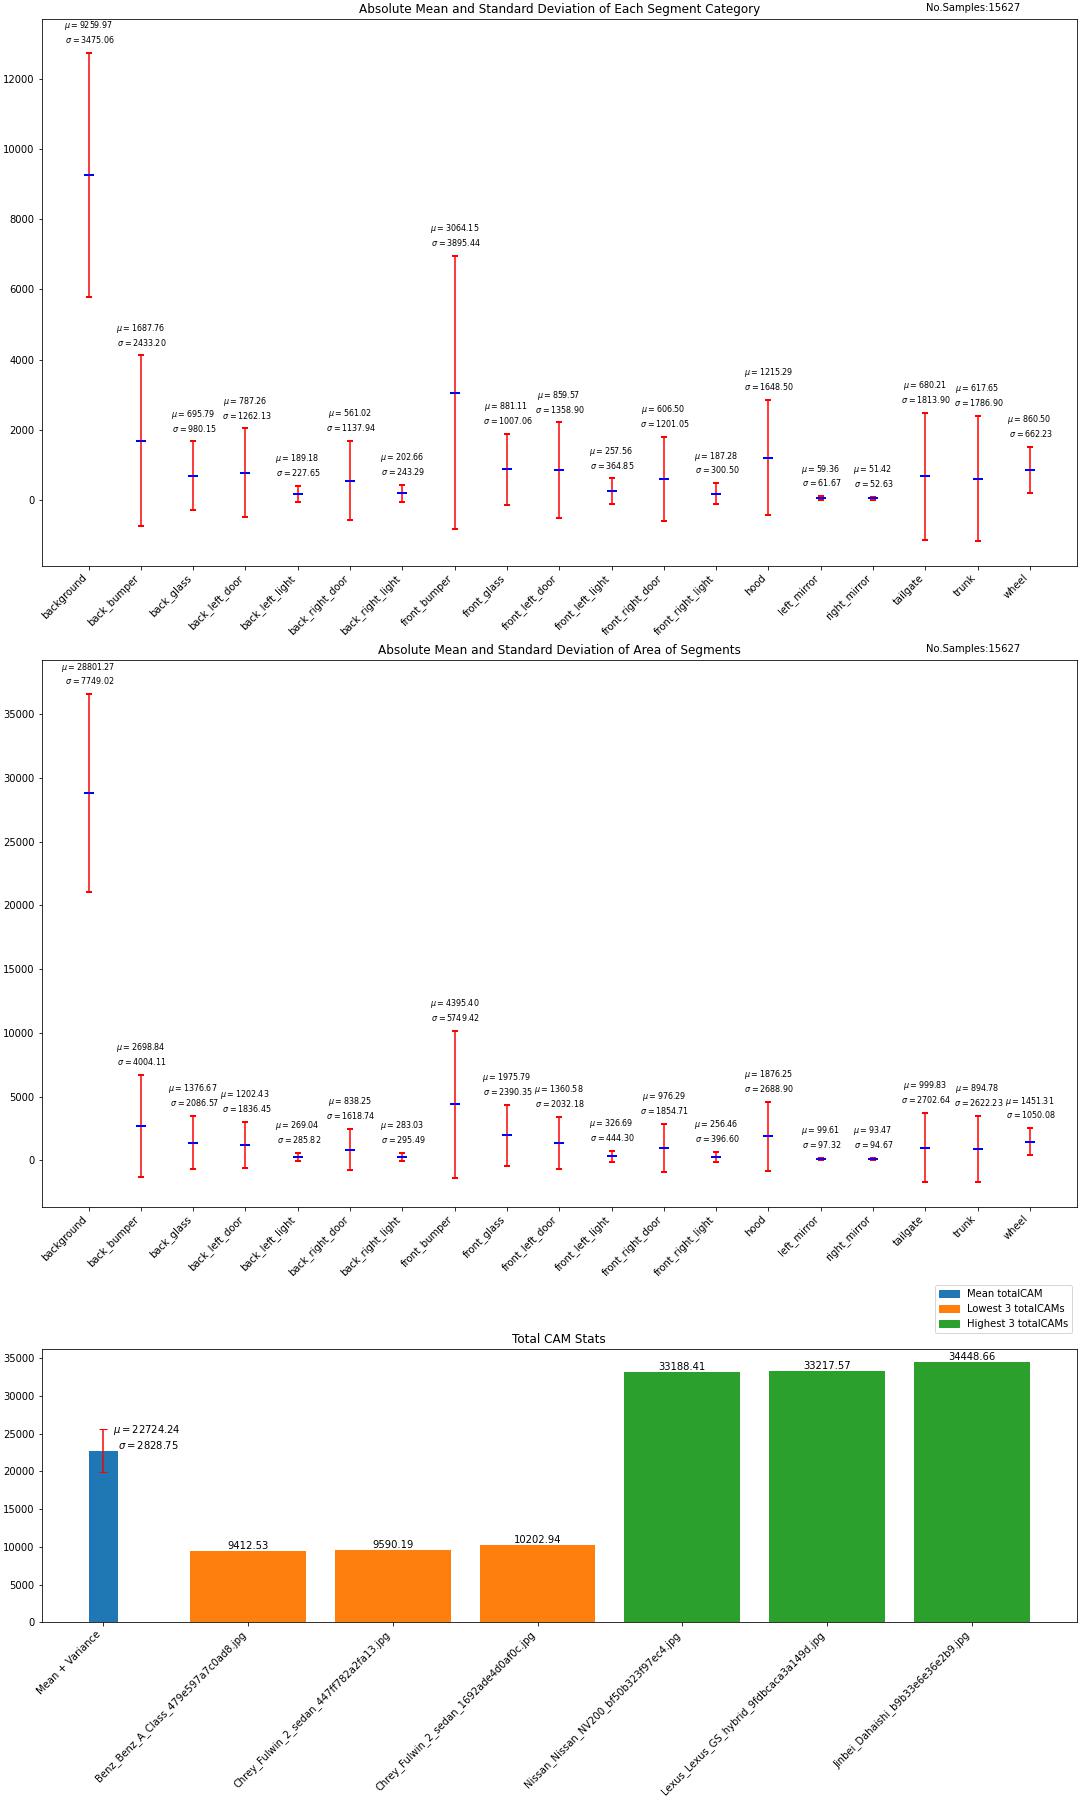 Absolute Mean and Standard Deviation of Each Segment Category
No.Samples:15627
μ = 9259.97
σ = 3475.06
μ = 1687.76
σ = 2433.20
μ = 695.79
σ = 980.15
μ = 787.26
σ = 1262.13
μ = 189.18
σ = 227.65
μ = 561.02
σ = 1137.94
μ = 202.66
σ = 243.29
μ = 3064.15
σ = 3895.44
μ = 881.11
σ = 1007.06
μ = 859.57
σ = 1358.90
μ = 257.56
σ = 364.85
μ = 606.50
σ = 1201.05
μ = 187.28
σ = 300.50
μ = 1215.29
σ = 1648.50
μ = 59.36
σ = 61.67
μ = 51.42
σ = 52.63
μ = 680.21
σ = 1813.90
μ = 617.65
σ = 1786.90
μ = 860.50
σ = 662.23
12000
10000
8000
6000
4000
2000
0
background
back_bumper
back_glass
back_left_door
back_left_light
back_right_door
back_right_light
front_bumper
front_glass
front_left_door
front_left_light
front_right_door
front_right_light
hood
left_mirror
right_mirror
tailgate
trunk
wheel
Absolute Mean and Standard Deviation of Area of Segments
No.Samples:15627
μ = 28801.27
σ = 7749.02
μ = 2698.84
σ = 4004.11
μ = 1376.67
σ = 2086.57
μ = 1202.43
σ = 1836.45
μ = 269.04
σ = 285.82
μ = 838.25
σ = 1618.74
μ = 283.03
σ = 295.49
μ = 4395.40
σ = 5749.42
μ = 1975.79
σ = 2390.35
μ = 1360.58
σ = 2032.18
μ = 326.69
σ = 444.30
μ = 976.29
σ = 1854.71
μ = 256.46
σ = 396.60
μ = 1876.25
σ = 2688.90
μ = 99.61
σ = 97.32
μ = 93.47
σ = 94.67
μ = 999.83
σ = 2702.64
μ = 894.78
σ = 2622.23
μ = 1451.31
σ = 1050.08
35000
30000
25000
20000
15000
10000
5000
0
background
back_bumper
back_glass
back_left_door
back_left_light
back_right_door
back_right_light
front_bumper
front_glass
front_left_door
front_left_light
front_right_door
front_right_light
hood
left_mirror
right_mirror
tailgate
trunk
wheel
Mean totalCAM
Lowest 3 totalCAMs
Highest 3 totalCAMs
Total CAM Stats
35000
30000
25000
20000
15000
10000
5000
0
μ = 22724.24
σ = 2828.75
9412.53
9590.19
10202.94
33188.41
33217.57
34448.66
Mean + Variance
Benz_Benz_A_Class_479e597a7c0ad8.jpg
Chrey_Fulwin_2_sedan_447ff782a2fa13.jpg
Chrey_Fulwin_2_sedan_1692ade4d0af0c.jpg
Nissan_Nissan_NV200_bf50b323f97ec4.jpg
Lexus_Lexus_GS_hybrid_9fdbcaca3a149d.jpg
Jinbei_Dahaishi_b9b33e6e36e2b9.jpg